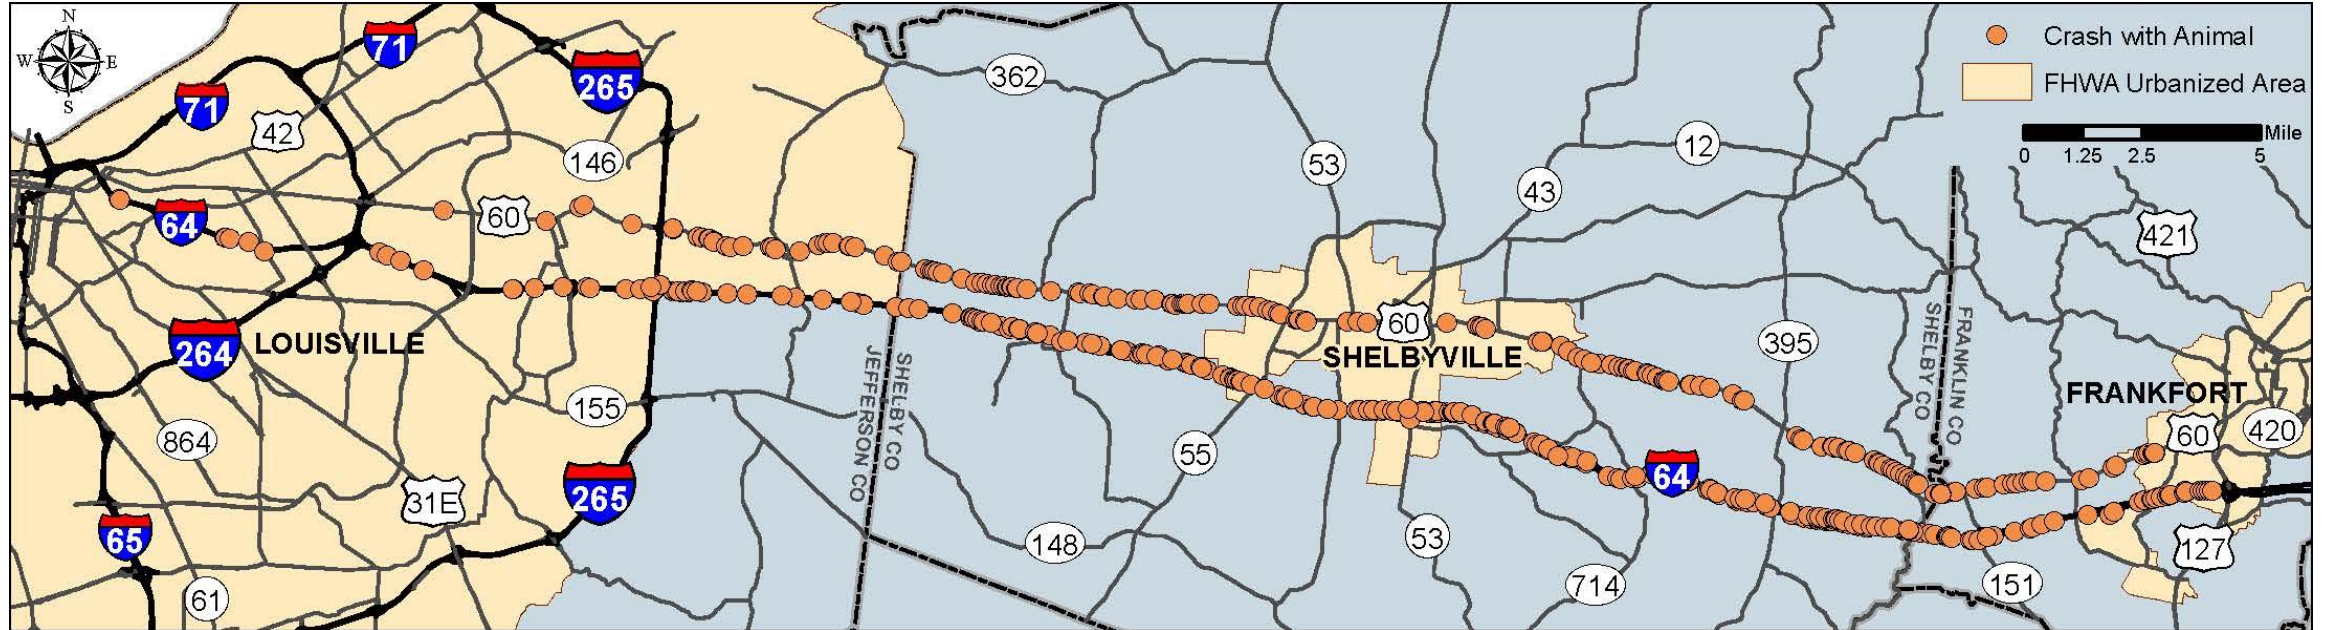 N
W E
S
71
265
71
42
146
362
53
12
43
Crash with Animal
FHWA Urbanized Area
Mile
0 1.25 2.5 5
64
60
421
264
LOUISVILLE
60
SHELBYVILLE
395
SHELBY CO
FRANKLIN CO
JEFFERSON CO
SHELBY CO
FRANKFORT
155
864
55
60
420
265
31E
64
65
148
53
127
61
714
151